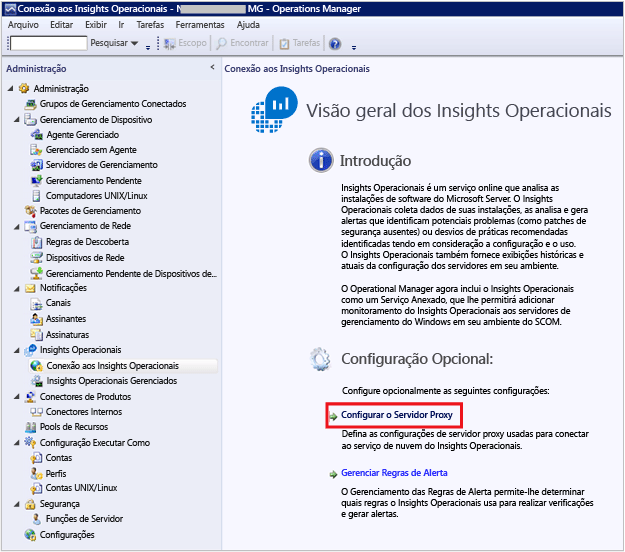 Conexão aos Insights Operacionais - N MG - Operations Manager
Arquivo Editar Exibir Ir Tarefas Ferramentas Ajuda
Pesquisar Escopo Encontrar Tarefas
Administração <
Administração
Grupos de Gerenciamento Conectados
Gerenciamento de Dispositivo
Agente Gerenciado
Gerenciado sem Agente
Servidores de Gerenciamento
Gerenciamento Pendente
Computadores UNIX/Linux
Pacotes de Gerenciamento
Gerenciamento de Rede
Regras de Descoberta
Dispositivos de Rede
Gerenciamento Pendente de Dispositivos de...
Notificações
Canais
Assinantes
Assinaturas
Insights Operacionais
Conexão aos Insights Operacionais
Insights Operacionais Gerenciados
Conectores de Produtos
Conectores Internos
Pools de Recursos
Configuração Executar Como
Contas
Perfis
Contas UNIX/Linux
Segurança
Funções de Servidor
Configurações
Conexão aos Insights Operacionais
Visão geral dos Insights Operacionais
Introdução
Insights Operacionais é um serviço online que analisa as
instalações de software do Microsoft Server. O Insights
Operacionais coleta dados de suas instalações, as analisa e gera
alertas que identificam potenciais problemas (como patches de
segurança ausentes) ou desvios de práticas recomendadas
identificadas tendo em consideração a configuração e o uso.
O Insights Operacionais também fornece exibições históricas e
atuais da configuração dos servidores em seu ambiente.
O Operational Manager agora inclui o Insights Operacionais
como um Serviço Anexado, que lhe permitirá adicionar
monitoramento do Insights Operacionais aos servidores de
gerenciamento do Windows em seu ambiente do SCOM.
Configuração Opcional:
Configure opcionalmente as seguintes configurações:
Configurar o Servidor Proxy
Defina as configurações de servidor proxy usadas para conectar
ao serviço de nuvem do Insights Operacionais.
Gerenciar Regras de Alerta
O Gerenciamento das Regras de Alerta permite-lhe determinar
quais regras o Insights Operacionais usa para realizar verificações
e gerar alertas.